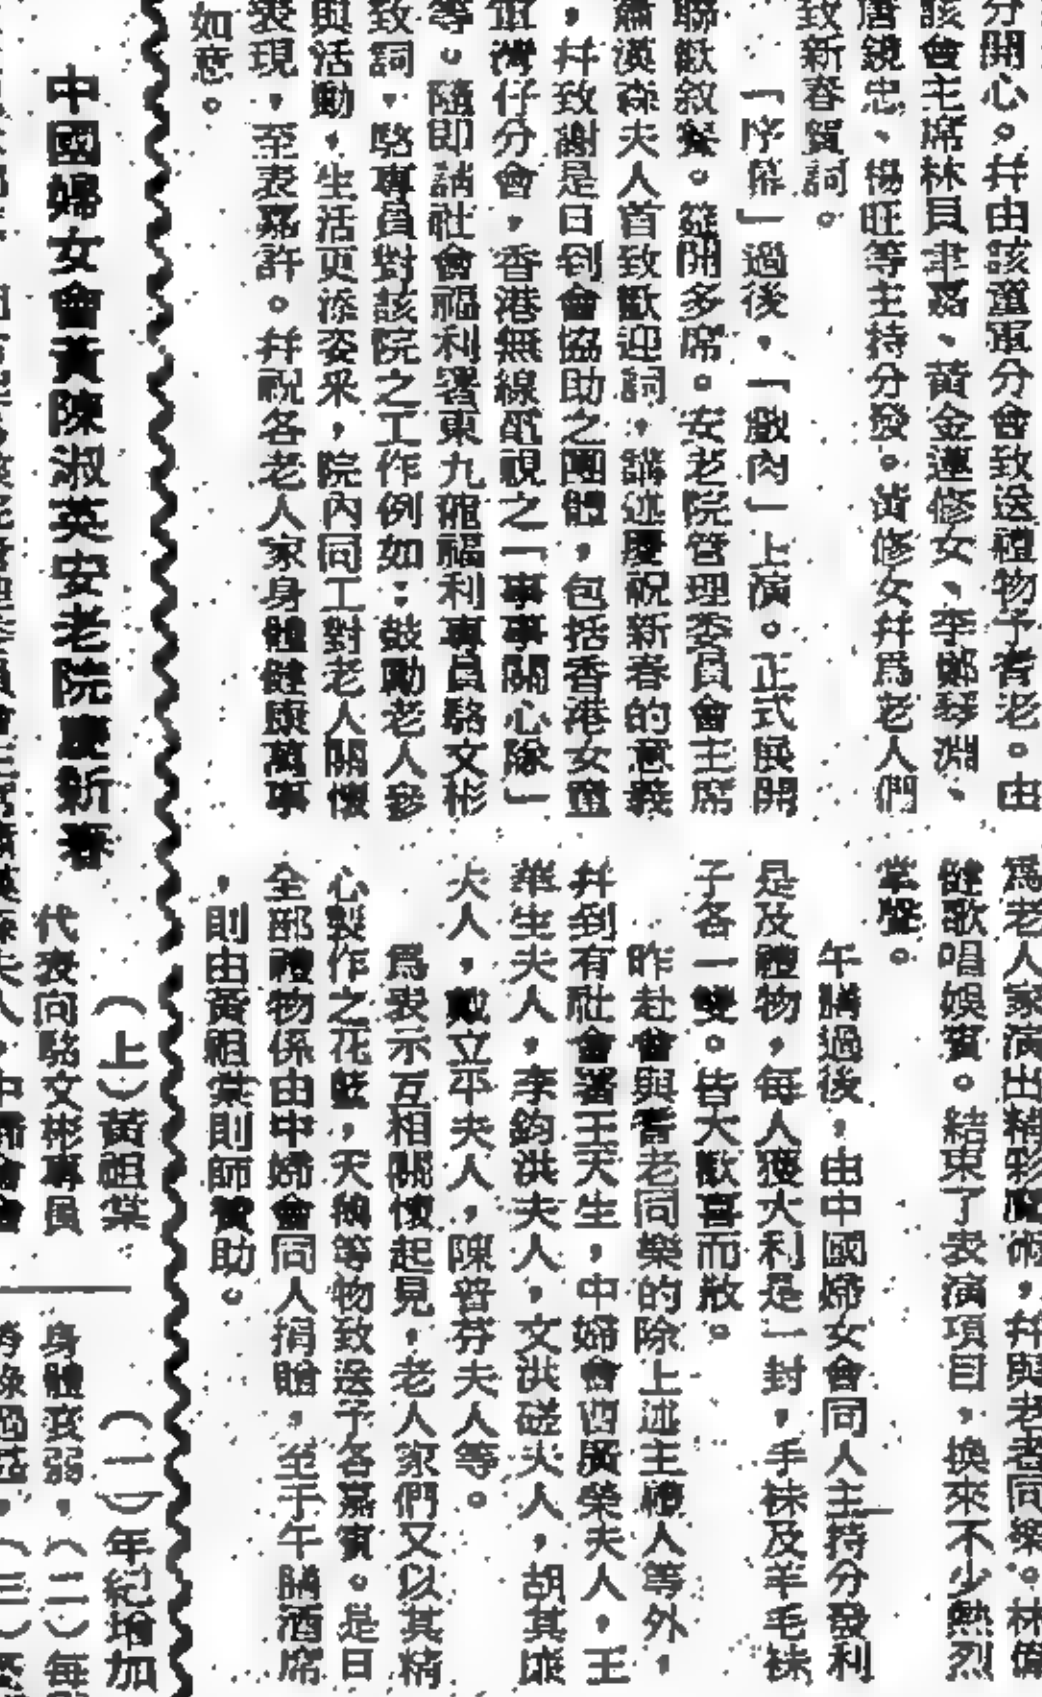 分開心。幷由該童軍分會致送禮物予耆老。由
該會主席林貝聿嘉、黃金蓮修女、李鄭琴淵、
唐鏡忠、楊旺等主持分發。黃修女幷爲老人們
致新春賀詞。
「序幕」過後,「戲肉」上演。正式展開
聯歡敘餐。筵開多席。安老院管理委員會主席
漢森夫人首致歡迎詞,講述慶祝新春的意義
,幷致謝是日到會協助之團體,包括香港女童
軍灣仔分會,香港無線電視之「事事關心隊」
等。隨即請社會福利署東九龍福利專員駱文彬
致詞,駱專員對該院之工作例如:鼓勵老人參
與活動,生活更添姿采,院內同工對老人關懷
表現,至表嘉許。幷祝各老人家身體健康萬事
如意。
爲老人家演出精彩魔術,幷與老者同樂。林偉
健歌唱娛賓。結束了表演項目,換來不少熱烈
掌聲。
午膳過後,由中國婦女會同人主持分發利
是及禮物,每人獲大利是一封,手襪及羊毛襪
子各一雙。皆大歡喜而散。
昨赴會與耆老同樂的除上述主禮人等外,
幷到有社會署王天生,中婦會曹廣榮夫人,王
華生夫人,李鈞洪夫人,文洪磋夫人,胡其
夫人,戴立平夫人,陳普芬夫人等。
爲表示互相關懷起見,老人家們又以其精
心製作之花籃,天鵝等物致送予各嘉賓。是日
全部禮物係由中婦會同人捐贈,至于午膳酒席
,則由黃祖棠則師贊助。
中國婦女會黃陳淑英安老院慶新春
(上)黃祖棠
代表向駱文彬專員
(一)年紀增加
身體衰弱,(二)每